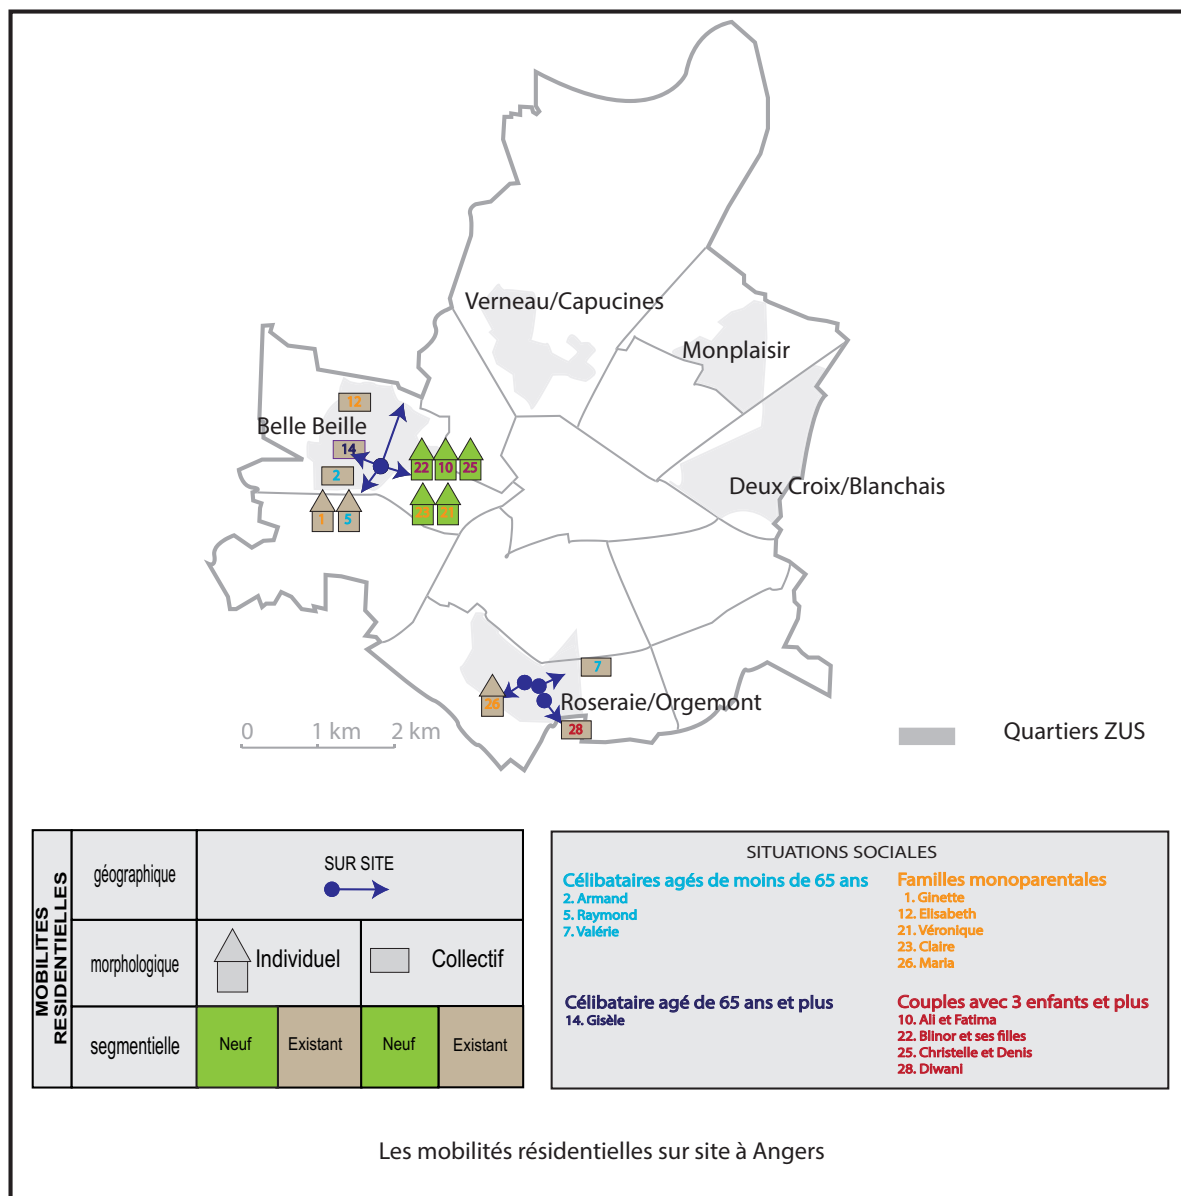 Verneau/Capucines
Monplaisir
12
Belle Beille
14
22 10 25
2
Deux Croix/Blanchais
1 5
23 21
7
26
Roseraie/Orgemont
28
0 1 km 2 km
Quartiers ZUS
MOBILITES
RESIDENTIELLES
géographique
SUR SITE
morphologique
Individuel
Collectif
segmentielle
Neuf
Existant
Neuf
Existant
SITUATIONS SOCIALES
Célibataires agés de moins de 65 ans
2. Armand
5. Raymond
7. Valérie
Familles monoparentales
1. Ginette
12. Elisabeth
21. Véronique
23. Claire
26. Maria
Célibataire agé de 65 ans et plus
14. Gisèle
Couples avec 3 enfants et plus
10. Ali et Fatima
22. Blinor et ses filles
25. Christelle et Denis
28. Diwani
Les mobilités résidentielles sur site à Angers